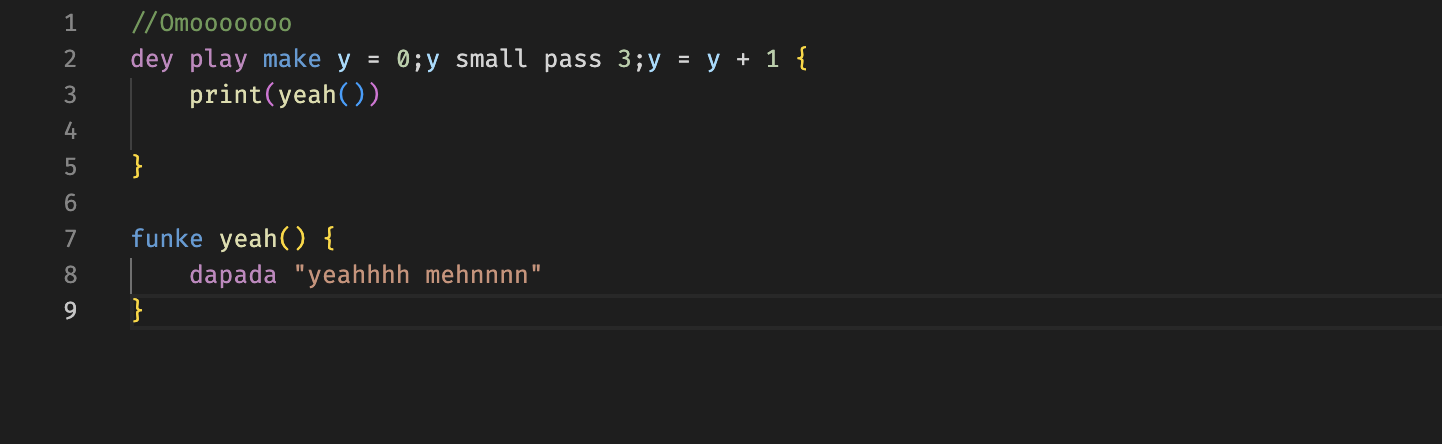 1 //Omooooooo
2 dey play make y = 0;y small pass 3;y = y + 1 {
3     print(yeah())
4
5 }
6
7 funke yeah() {
8     dapada "yeahhhh mehnnnn"
9 }